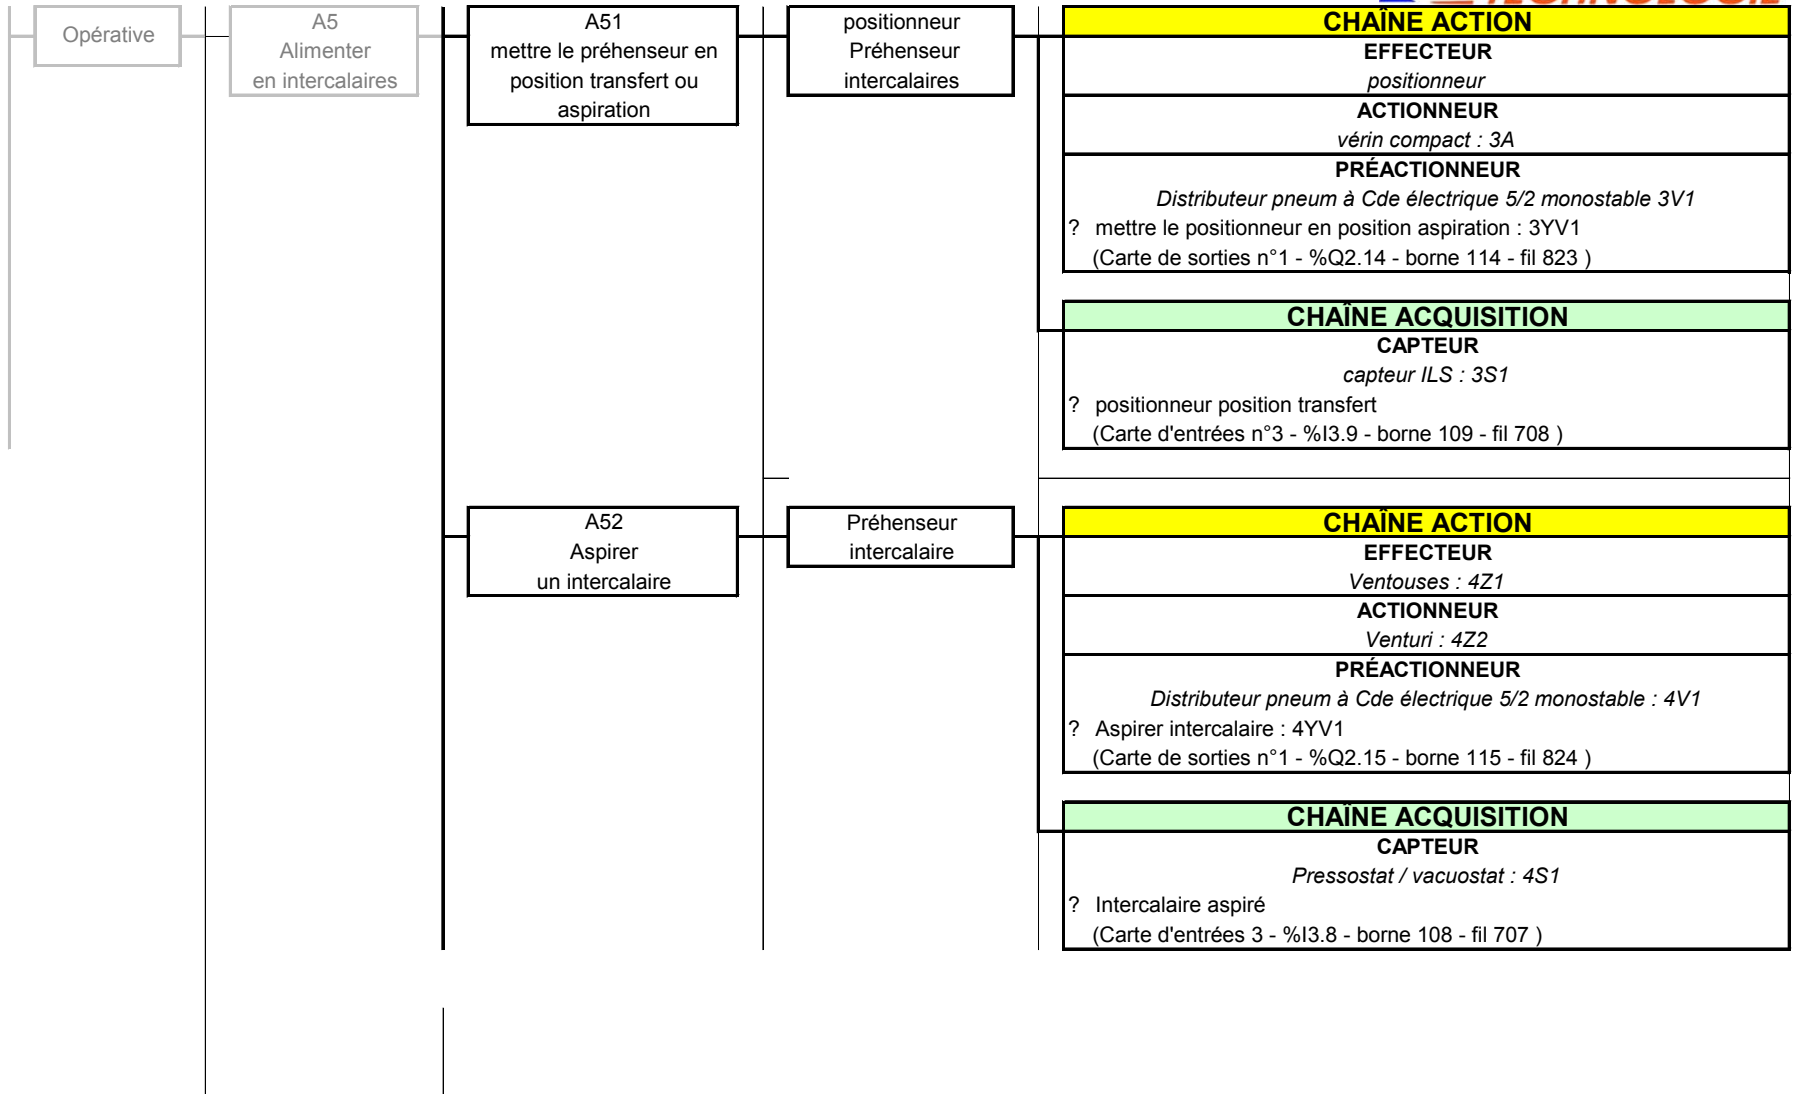 Opérative
A5
Alimenter
en intercalaires
A51
mettre le préhenseur en
position transfert ou
aspiration
positionneur
Préhenseur
intercalaires
CHAÎNE ACTION
EFFECTEUR
positionneur
ACTIONNEUR
vérin compact : 3A
PRÉACTIONNEUR
Distributeur pneum à Cde électrique 5/2 monostable 3V1
? mettre le positionneur en position aspiration : 3YV1
(Carte de sorties n°1 - %Q2.14 - borne 114 - fil 823 )
CHAÎNE ACQUISITION
CAPTEUR
capteur ILS : 3S1
? positionneur position transfert
(Carte d'entrées n°3 - %I3.9 - borne 109 - fil 708 )
A52
Aspirer
un intercalaire
Préhenseur
intercalaire
CHAÎNE ACTION
EFFECTEUR
Ventouses : 4Z1
ACTIONNEUR
Venturi : 4Z2
PRÉACTIONNEUR
Distributeur pneum à Cde électrique 5/2 monostable : 4V1
? Aspirer intercalaire : 4YV1
(Carte de sorties n°1 - %Q2.15 - borne 115 - fil 824 )
CHAÎNE ACQUISITION
CAPTEUR
Pressostat / vacuostat : 4S1
? Intercalaire aspiré
(Carte d'entrées 3 - %I3.8 - borne 108 - fil 707 )